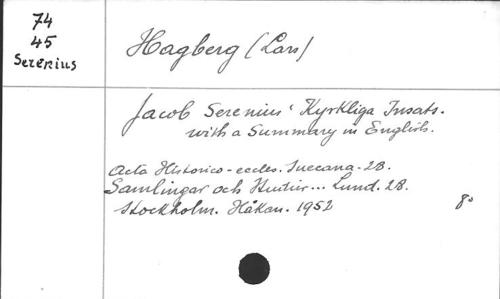 74
45
Serenius
Hagberg (Lars)
Jacob Serenius' Kyrkliga Insats.
with a Summary in English.
Acta Historico-eccles. Suecana - 28.
Samlingar och Studier... Lund. 28.
Stockholm. Håkan. 1952 8°